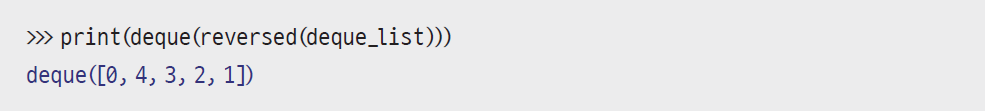 >>> print(deque(reversed(deque_list)))
deque([0, 4, 3, 2, 1])